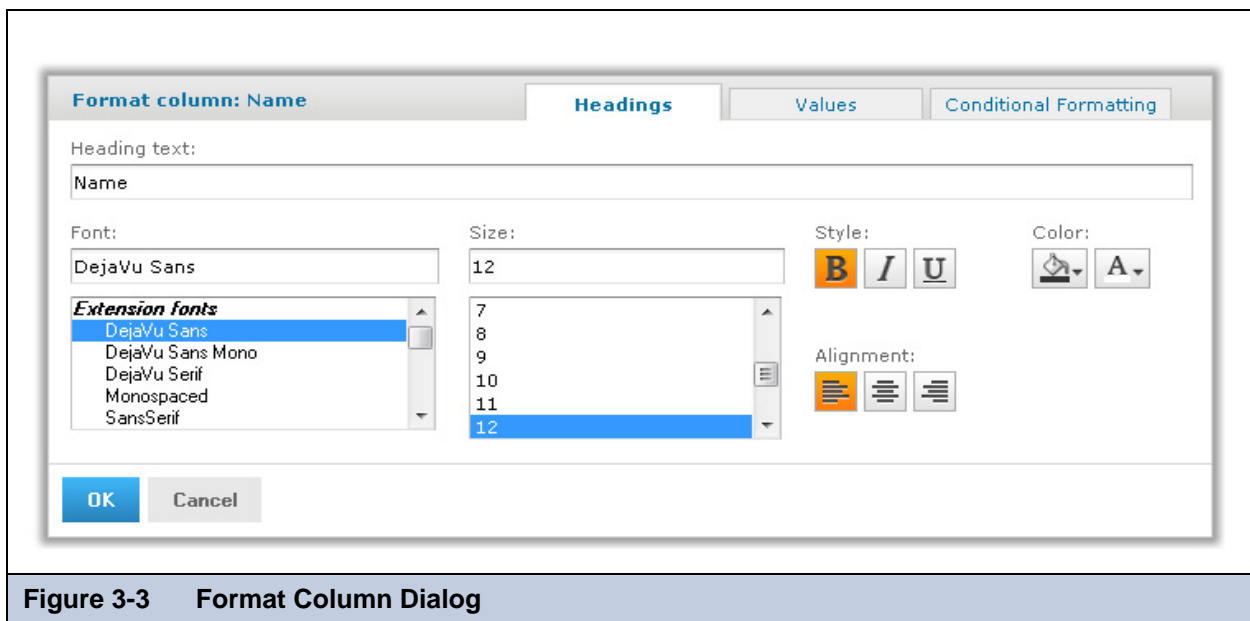 Format column: Name
Headings
Values
Conditional Formatting
Heading text:
Name
Font:
Size:
Style:
Color:
DejaVu Sans
12
B I U
A
Extension fonts
DejaVu Sans
DejaVu Sans Mono
DejaVu Serif
Monospaced
SansSerif
7
8
9
10
11
12
Alignment:
OK
Cancel
Figure 3-3 Format Column Dialog